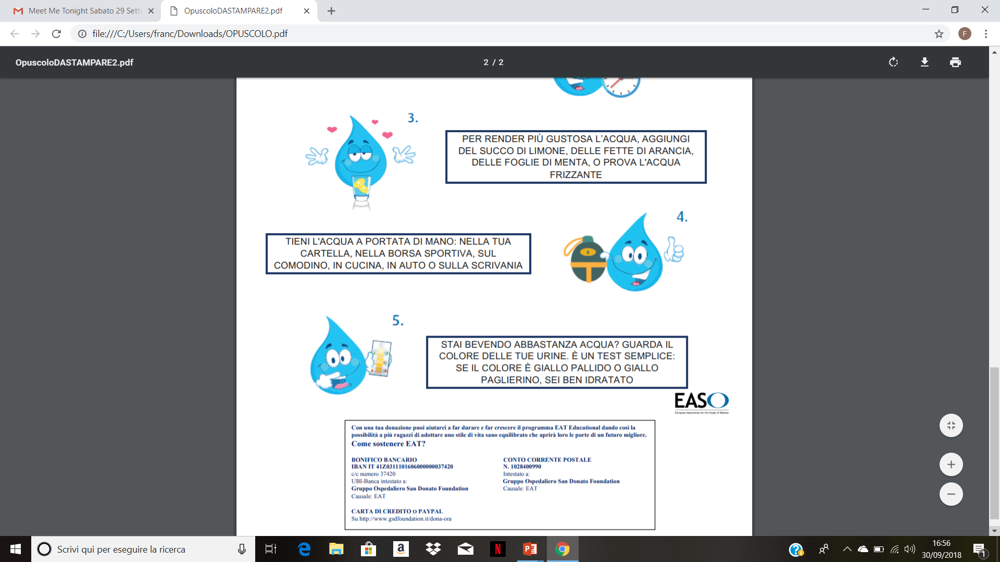 Meet Me Tonight Sabato 29 Sette
OpuscoloDASTAMPARE2.pdf
file:///C:/Users/franc/Downloads/OPUSCOLO.pdf
F
OpuscoloDASTAMPARE2.pdf
2 / 2
3.
PER RENDER PIÙ GUSTOSA L'ACQUA, AGGIUNGI
DEL SUCCO DI LIMONE, DELLE FETTE DI ARANCIA,
DELLE FOGLIE DI MENTA, O PROVA L'ACQUA
FRIZZANTE
4.
TIENI L'ACQUA A PORTATA DI MANO: NELLA TUA
CARTELLA, NELLA BORSA SPORTIVA, SUL
COMODINO, IN CUCINA, IN AUTO O SULLA SCRIVANIA
5.
STAI BEVENDO ABBASTANZA ACQUA? GUARDA IL
COLORE DELLE TUE URINE. È UN TEST SEMPLICE:
SE IL COLORE È GIALLO PALLIDO O GIALLO
PAGLIERINO, SEI BEN IDRATATO
EASO
European Association for the Study of Obesity
Con una tua donazione puoi aiutarci a far durare e far crescere il programma EAT Educational dando così la
possibilità a più ragazzi di adottare uno stile di vita sano equilibrato che aprirà loro le porte di un futuro migliore.
Come sostenere EAT?
BONIFICO BANCARIO
IBAN IT 41Z0311101606000000037420
c/c numero 37420
UBI-Banca intestato a:
Gruppo Ospedaliero San Donato Foundation
Causale: EAT
CONTO CORRENTE POSTALE
N. 1028400990
Intestato a:
Gruppo Ospedaliero San Donato Foundation
Causale: EAT
CARTA DI CREDITO O PAYPAL
Su http://www.gsdfoundation.it/dona-ora
Scrivi qui per eseguire la ricerca
16:56
30/09/2018
1